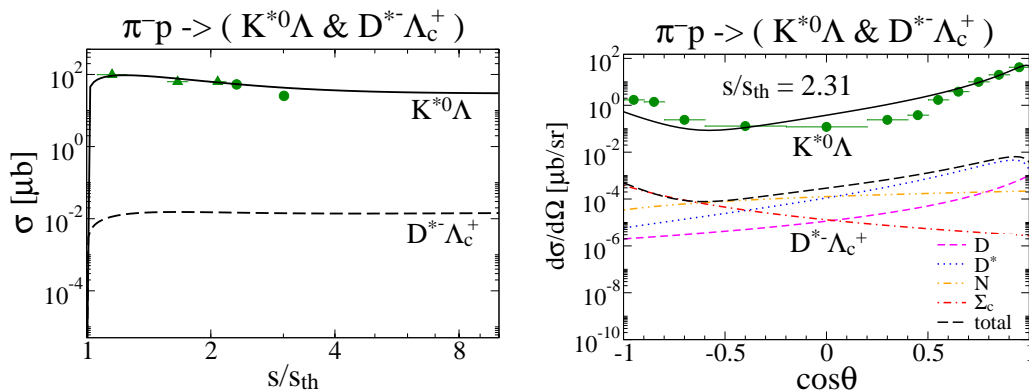 π⁻p -> ( K*⁰Λ & D*⁻Λc⁺ )
σ [μb]
10²
10⁰
10⁻²
10⁻⁴
K*⁰Λ
D*⁻Λc⁺
1 2 4 8
s/sth
π⁻p -> ( K*⁰Λ & D*⁻Λc⁺ )
dσ/dΩ [μb/sr]
10²
10⁰
10⁻²
10⁻⁴
10⁻⁶
10⁻⁸
10⁻¹⁰
s/sth = 2.31
K*⁰Λ
D*⁻Λc⁺
D
D*
N
Σc
total
-1 -0.5 0 0.5 1
cosθ